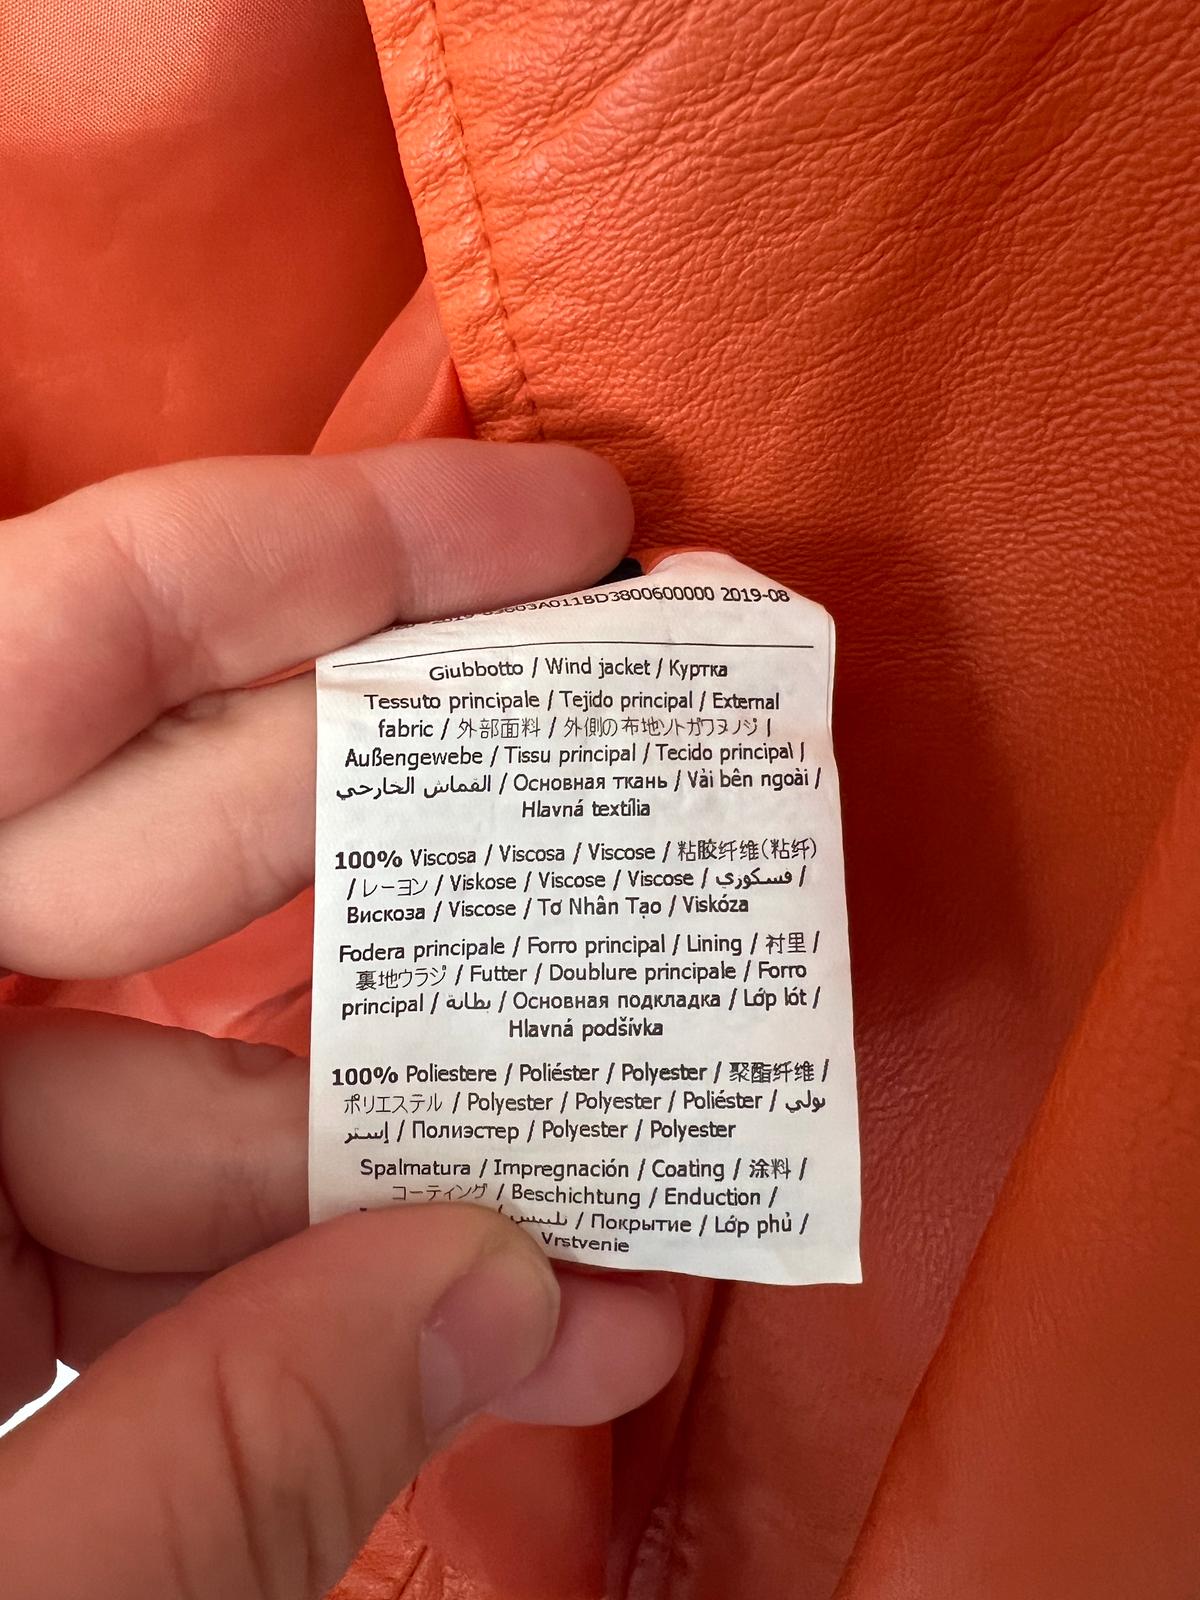 2019-08
Giubbotto / Wind jacket / Куртка
Tessuto principale / Tejido principal / External
fabric / 外部面料 / 外側の布地ソトガワヌノジ /
Außengewebe / Tissu principal / Tecido principal /
القماش الخارجي / Основная ткань / Vải bên ngoài /
Hlavná textília
100% Viscosa / Viscosa / Viscose / 粘胶纤维(粘纤)
/ レーヨン / Viskose / Viscose / Viscose / فسكوري /
Вискоза / Viscose / Tơ Nhân Tạo / Viskóza
Fodera principale / Forro principal / Lining / 衬里 /
裏地ウラジ / Futter / Doublure principale / Forro
principal / بطانة / Основная подкладка / Lớp lót /
Hlavná podšívka
100% Poliestere / Poliéster / Polyester / 聚酯纤维 /
ポリエステル / Polyester / Polyester / Poliéster / بولي
إستر / Полиэстер / Polyester / Polyester
Spalmatura / Impregnación / Coating / 涂料 /
コーティング / Beschichtung / Enduction /
/ تلبيس / Покрытие / Lớp phủ /
Vrstvenie